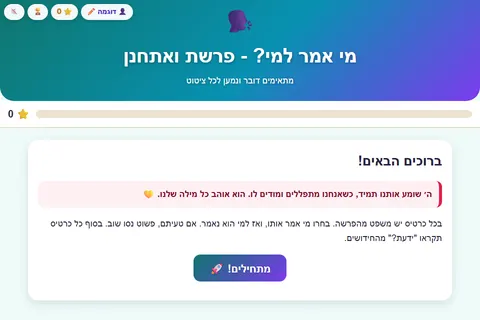 דוגמה
0
מי אמר למי? - פרשת ואתחנן
מתאימים דובר ונמען לכל ציטוט
0
ברוכים הבאים!
ה׳ שומע אותנו תמיד, כשאנחנו מתפללים ומודים לו. הוא אוהב כל מילה שלנו.
בכל כרטיס יש משפט מהפרשה. בחרו מי אמר אותו, ואז למי הוא נאמר. אם טעיתם, פשוט נסו שוב. בסוף כל כרטיס
תקראו "ידעת?" מהחידושים.
מתחילים!